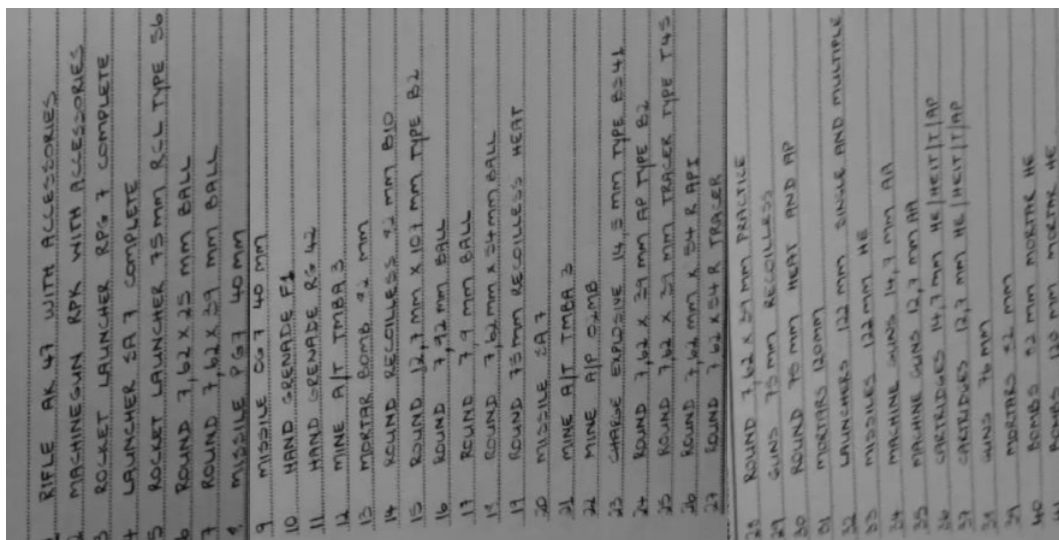 1 RIFLE AK 47 WITH ACCESSORIES
2 MACHINEGUN RPK WITH ACCESSORIES
3 ROCKET LAUNCHER RPG 7 COMPLETE
4 LAUNCHER SA 7 COMPLETE
5 ROCKET LAUNCHER 75 MM RCL TYPE 56
6 ROUND 7,62 x 25 MM BALL
7 ROUND 7,62 x 39 MM BALL
8 MISSILE PG7 40 MM
9 MISSILE OG7 40 MM
10 HAND GRENADE F1
11 HAND GRENADE RG 42
12 MINE A/T TMBA 3
13 MORTAR BOMB 82 MM
14 ROUND RECOILLESS 82 MM B10
15 ROUND 12,7 MM x 107 MM TYPE B2
16 ROUND 7,92 MM BALL
17 ROUND 7,9 MM BALL
18 ROUND 7,62 MM x 54 MM BALL
19 ROUND 75 MM RECOILLESS HEAT
20 MISSILE SA7
21 MINE A/T TMBA 3
22 MINE A/P
23 CHARGE EXPLOSIVE 14 5 MM TYPE BS41
24 ROUND 7,62 x 39 MM AP TYPE B2
25 ROUND 7,62 x 39 MM TRACER TYPE T45
26 ROUND 7,62 MM x 54 R API
27 ROUND 7,62 x 54 R TRACER
28 ROUND 7,62 x 39 MM PRACTICE
29 GUNS 75 MM RECOILLESS
30 ROUND 75 MM HEAT AND AP
31 MORTARS 120MM
32 LAUNCHERS 122 MM SINGLE AND MULTIPLE
33 MISSILES 122 MM HE
34 MACHINE GUNS 14,7 MM AA
35 MACHINE GUNS 12,7 MM AA
36 CARTRIDGES 14,7 MM HE/HEIT/T/AP
37 CARTRIDGES 12,7 MM HE/HEIT/T/AP
38 GUNS 76 MM
39 MORTARS 82 MM
40 BOMBS 82 MM MORTAR HE
41 BOMBS 120 MM MORTAR HE